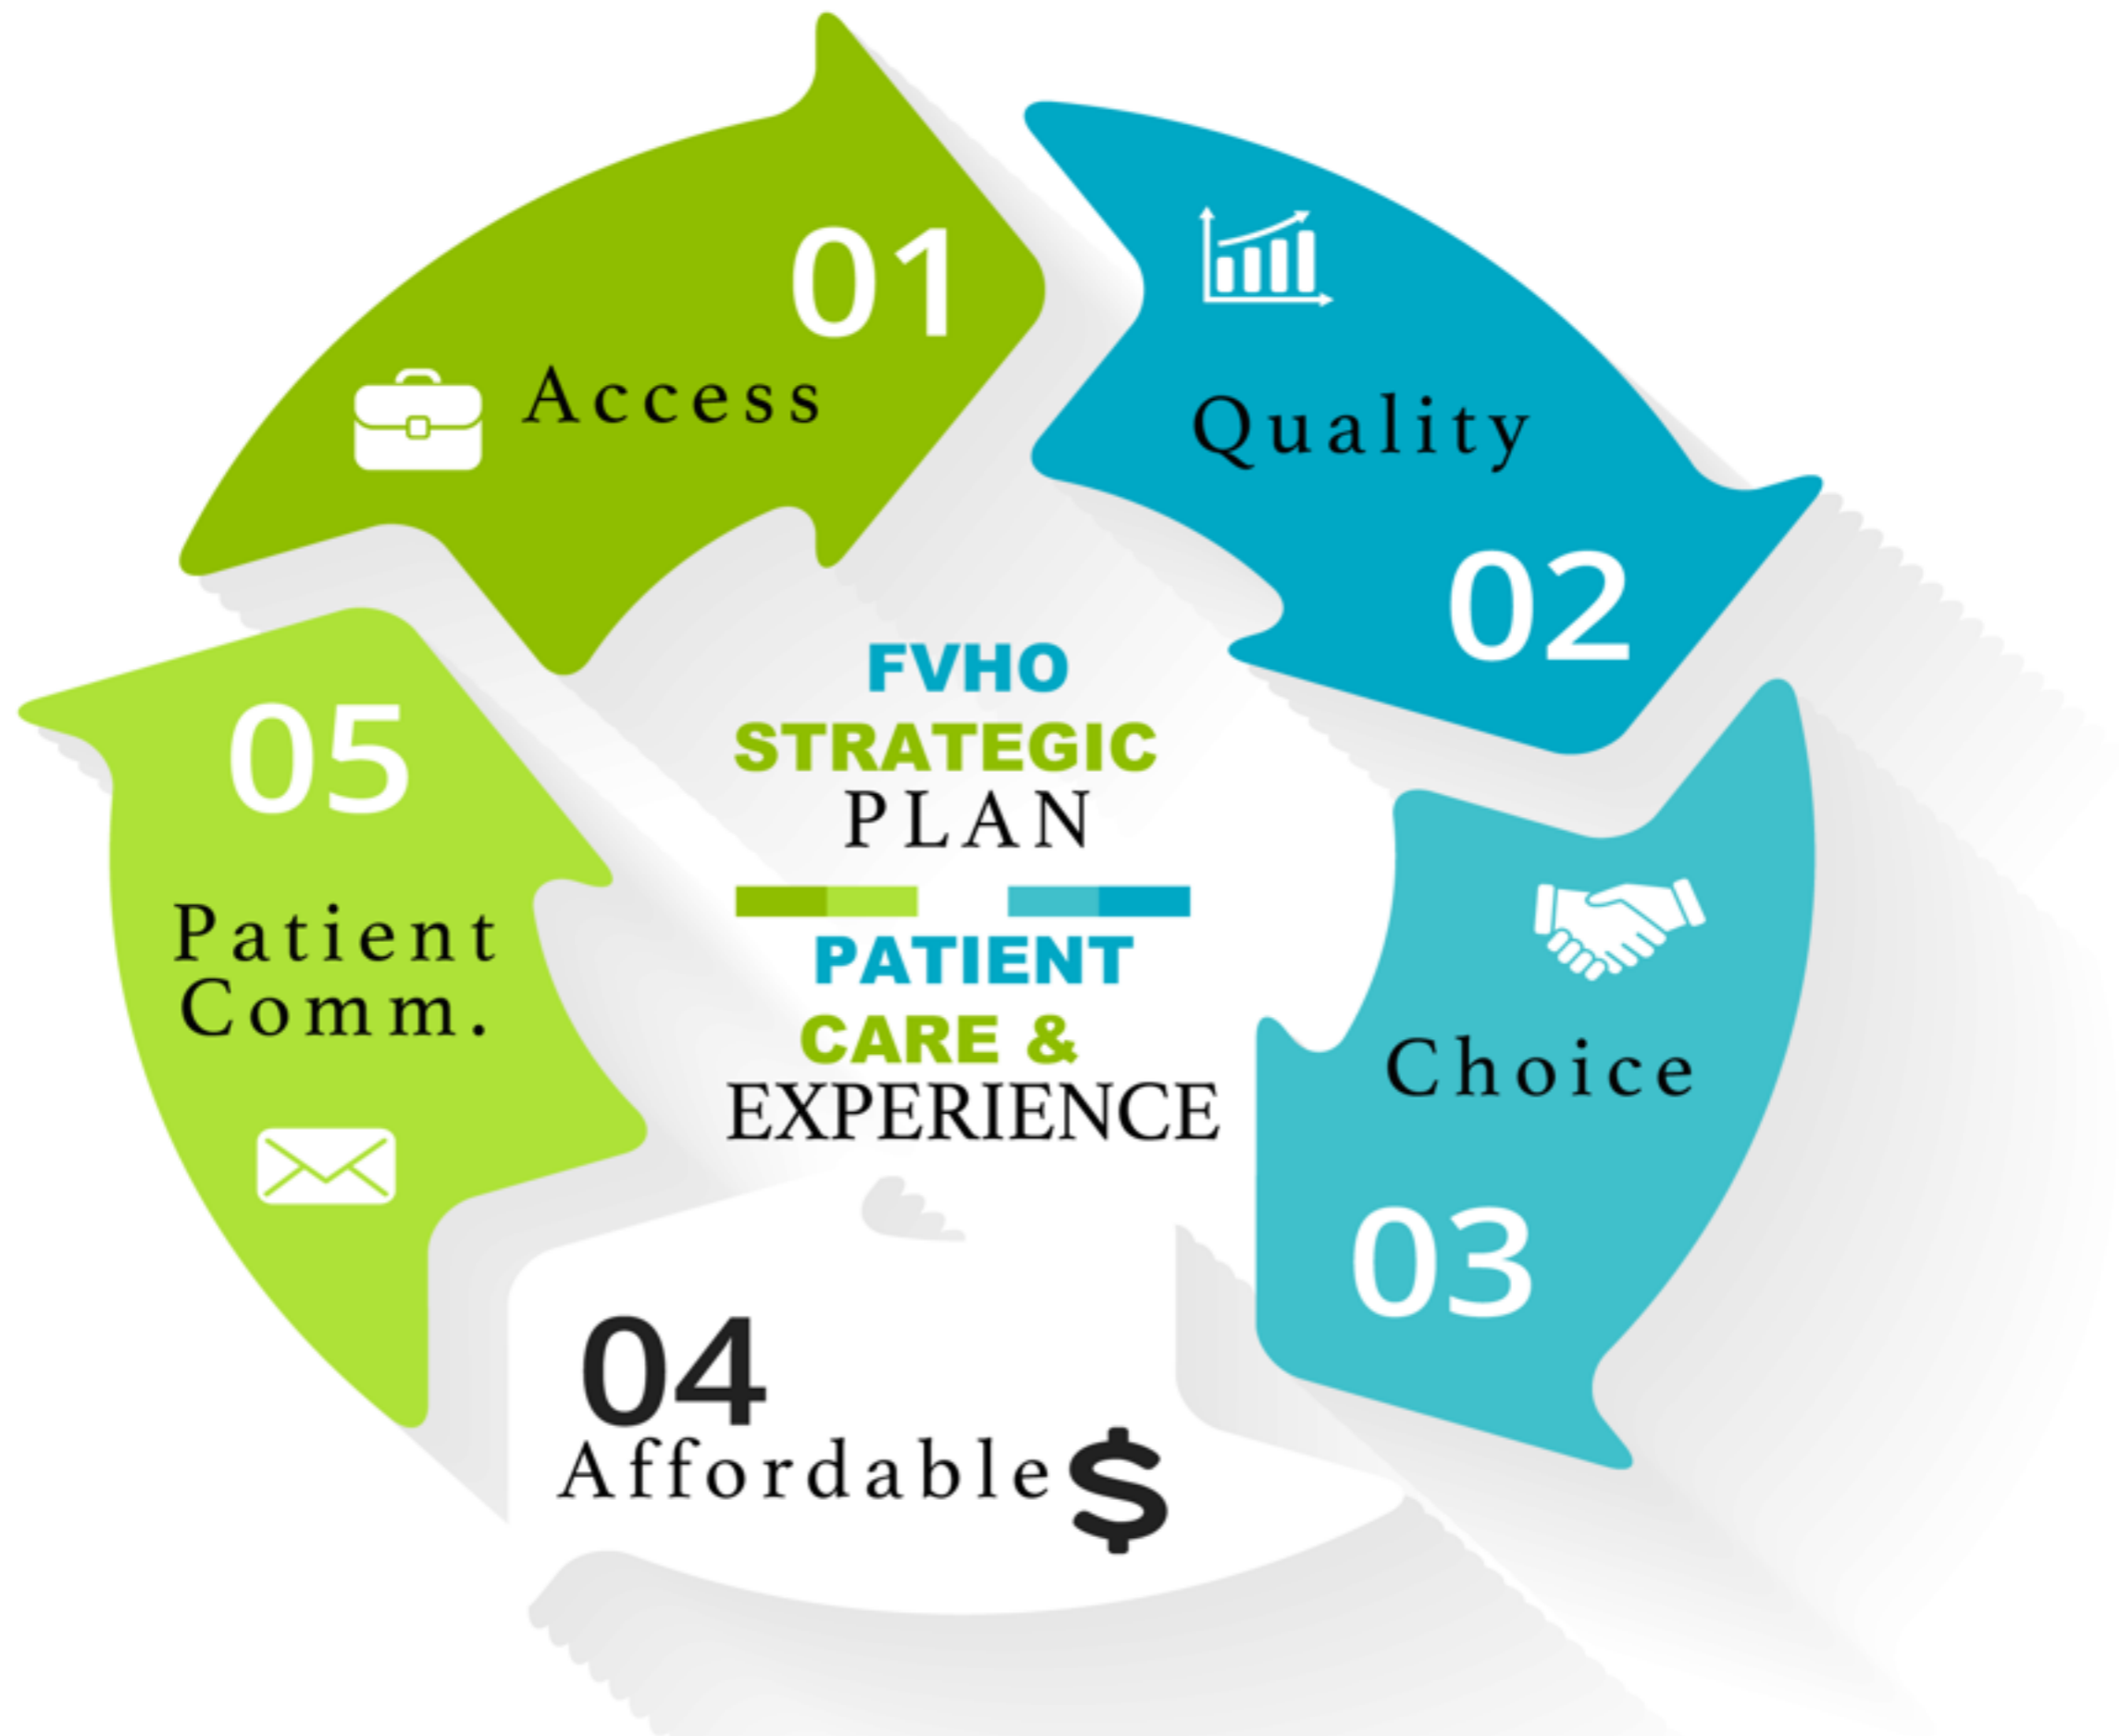 01
Access
Quality
02
Choice
03
04
Affordable$
05
Patient
Comm.
FVHO
STRATEGIC
PLAN
PATIENT
CARE &
EXPERIENCE